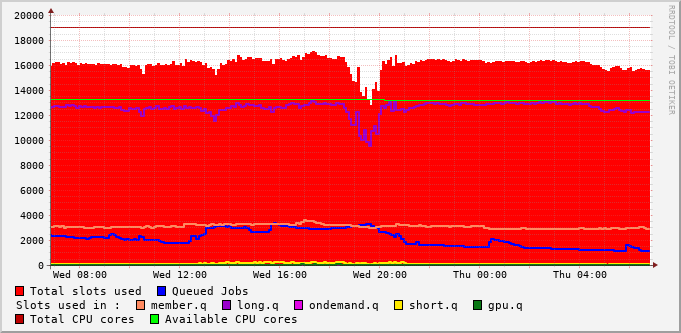 20000
18000
16000
14000
12000
10000
8000
6000
4000
2000
0
Wed 08:00 Wed 12:00 Wed 16:00 Wed 20:00 Thu 00:00 Thu 04:00
RRDTOOL / TOBI OETIKER
Total slots used Queued Jobs
Slots used in : member.q long.q ondemand.q short.q gpu.q
Total CPU cores Available CPU cores